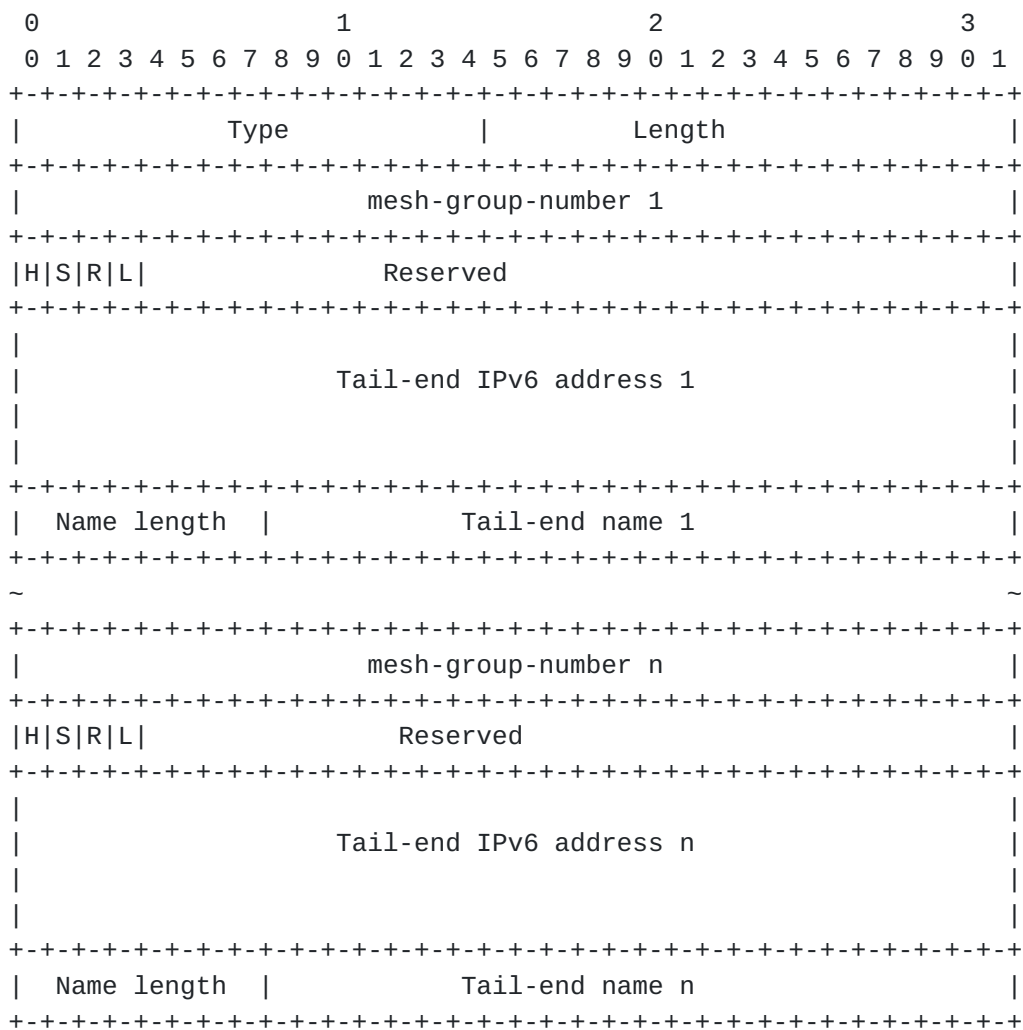 0                   1                   2                   3
 0 1 2 3 4 5 6 7 8 9 0 1 2 3 4 5 6 7 8 9 0 1 2 3 4 5 6 7 8 9 0 1
+-+-+-+-+-+-+-+-+-+-+-+-+-+-+-+-+-+-+-+-+-+-+-+-+-+-+-+-+-+-+-+-+
|             Type            |         Length                  |
+-+-+-+-+-+-+-+-+-+-+-+-+-+-+-+-+-+-+-+-+-+-+-+-+-+-+-+-+-+-+-+-+
|                      mesh-group-number 1                      |
+-+-+-+-+-+-+-+-+-+-+-+-+-+-+-+-+-+-+-+-+-+-+-+-+-+-+-+-+-+-+-+-+
|H|S|R|L|               Reserved                                |
+-+-+-+-+-+-+-+-+-+-+-+-+-+-+-+-+-+-+-+-+-+-+-+-+-+-+-+-+-+-+-+-+
|                                                               |
|                    Tail-end IPv6 address 1                    |
|                                                               |
|                                                               |
+-+-+-+-+-+-+-+-+-+-+-+-+-+-+-+-+-+-+-+-+-+-+-+-+-+-+-+-+-+-+-+-+
|  Name length  |            Tail-end name 1                    |
+-+-+-+-+-+-+-+-+-+-+-+-+-+-+-+-+-+-+-+-+-+-+-+-+-+-+-+-+-+-+-+-+
~                                                               ~
+-+-+-+-+-+-+-+-+-+-+-+-+-+-+-+-+-+-+-+-+-+-+-+-+-+-+-+-+-+-+-+-+
|                      mesh-group-number n                      |
+-+-+-+-+-+-+-+-+-+-+-+-+-+-+-+-+-+-+-+-+-+-+-+-+-+-+-+-+-+-+-+-+
|H|S|R|L|                Reserved                               |
+-+-+-+-+-+-+-+-+-+-+-+-+-+-+-+-+-+-+-+-+-+-+-+-+-+-+-+-+-+-+-+-+
|                                                               |
|                    Tail-end IPv6 address n                    |
|                                                               |
|                                                               |
+-+-+-+-+-+-+-+-+-+-+-+-+-+-+-+-+-+-+-+-+-+-+-+-+-+-+-+-+-+-+-+-+
|  Name length  |            Tail-end name n                    |
+-+-+-+-+-+-+-+-+-+-+-+-+-+-+-+-+-+-+-+-+-+-+-+-+-+-+-+-+-+-+-+-+